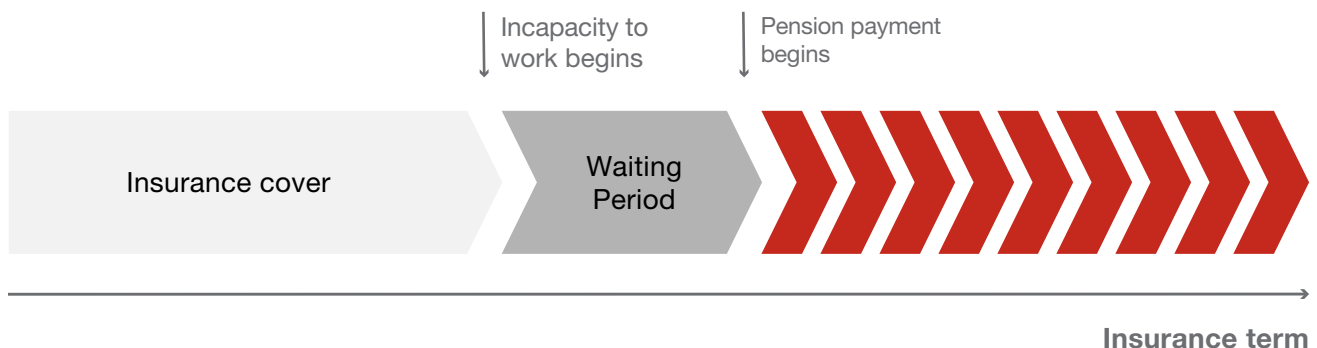 Incapacity to
work begins
Pension payment
begins
Insurance cover
Waiting
Period
Insurance term